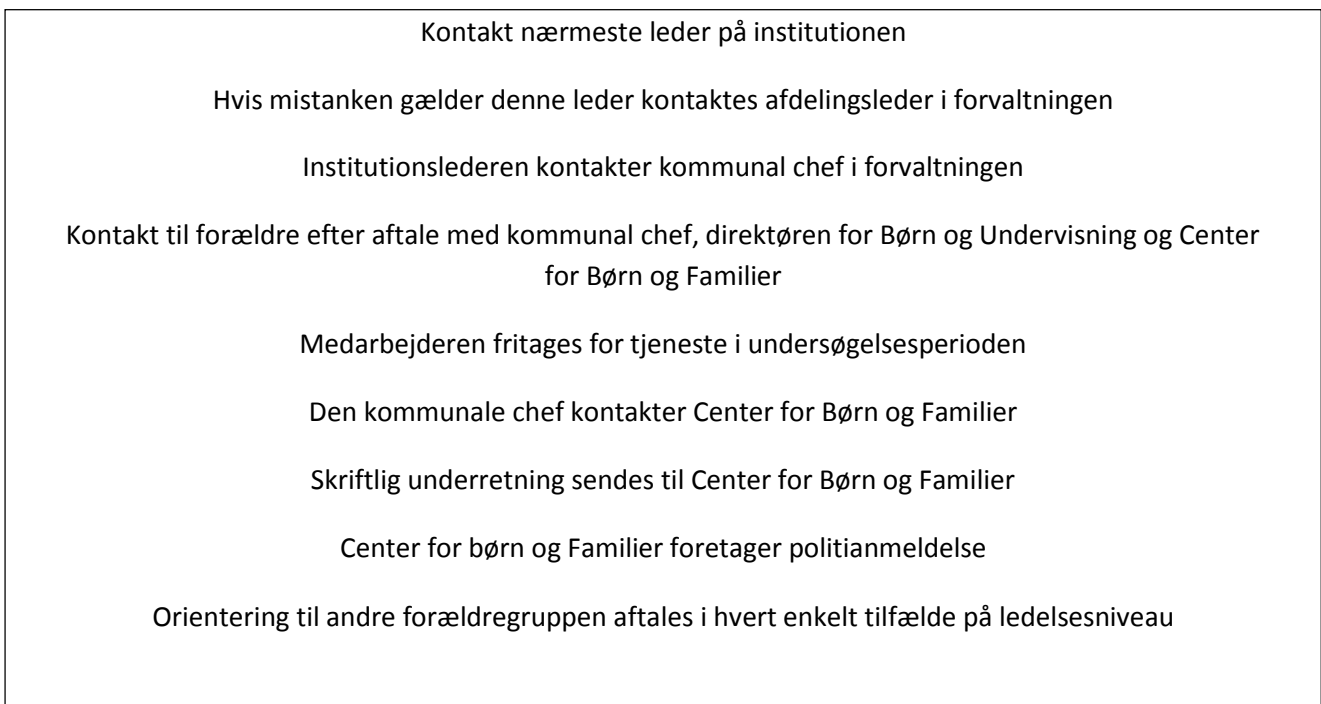 Kontakt nærmeste leder på institutionen
Hvis mistanken gælder denne leder kontaktes afdelingsleder i forvaltningen
Institutionslederen kontakter kommunal chef i forvaltningen
Kontakt til forældre efter aftale med kommunal chef, direktøren for Børn og Undervisning og Center
for Børn og Familier
Medarbejderen fritages for tjeneste i undersøgelsesperioden
Den kommunale chef kontakter Center for Børn og Familier
Skriftlig underretning sendes til Center for Børn og Familier
Center for børn og Familier foretager politianmeldelse
Orientering til andre forældregruppen aftales i hvert enkelt tilfælde på ledelsesniveau